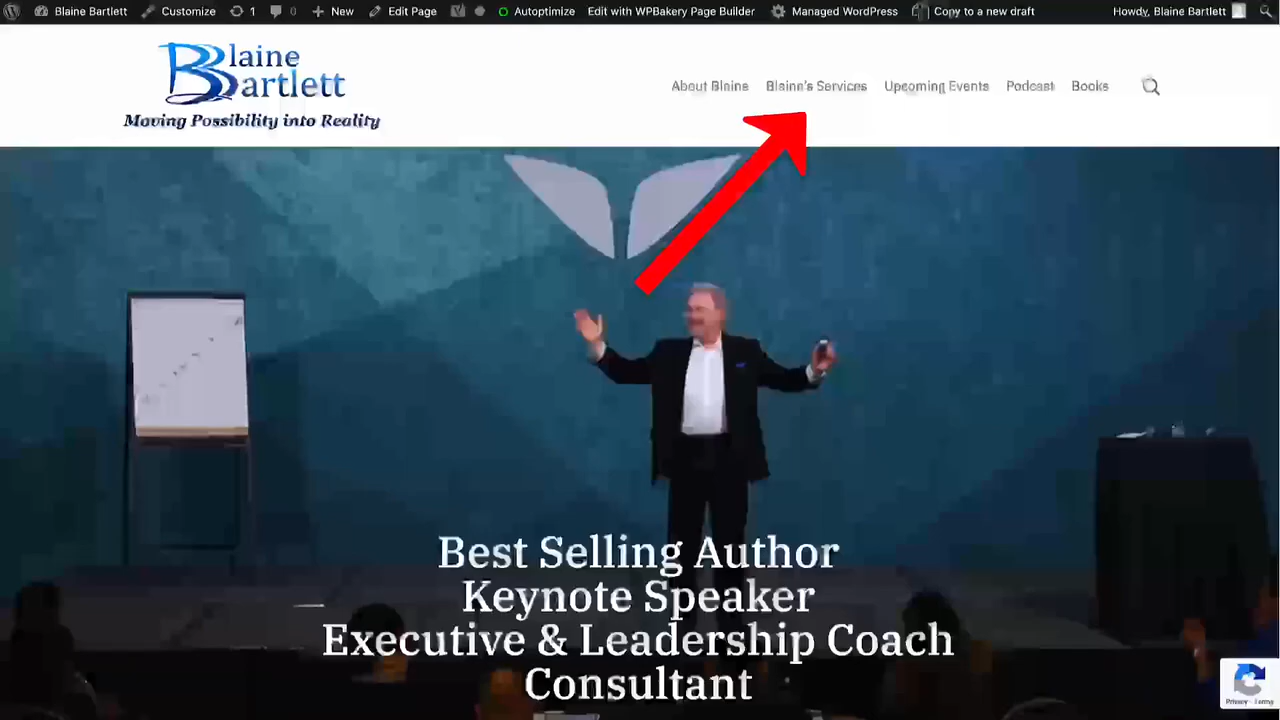 Blaine Bartlett Customize 1 0 New Edit Page Autoptimize Edit with WPBakery Page Builder Managed WordPress Copy to a new draft Howdy, Blaine Bartlett
Blaine
Bartlett
Moving Possibility into Reality
About Blaine Blaine's Services Upcoming Events Podcast Books
Best Selling Author
Keynote Speaker
Executive & Leadership Coach
Consultant
Privacy - Terms